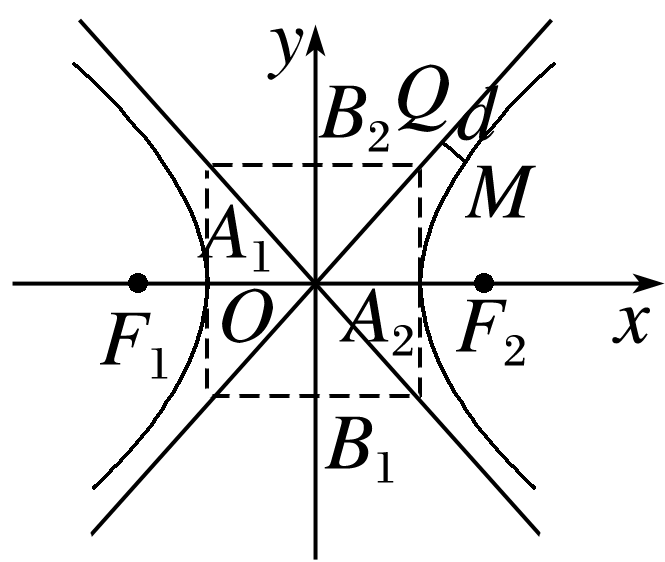 y
B₂ Q d
M
A₁
F₁ O A₂ F₂ x
B₁